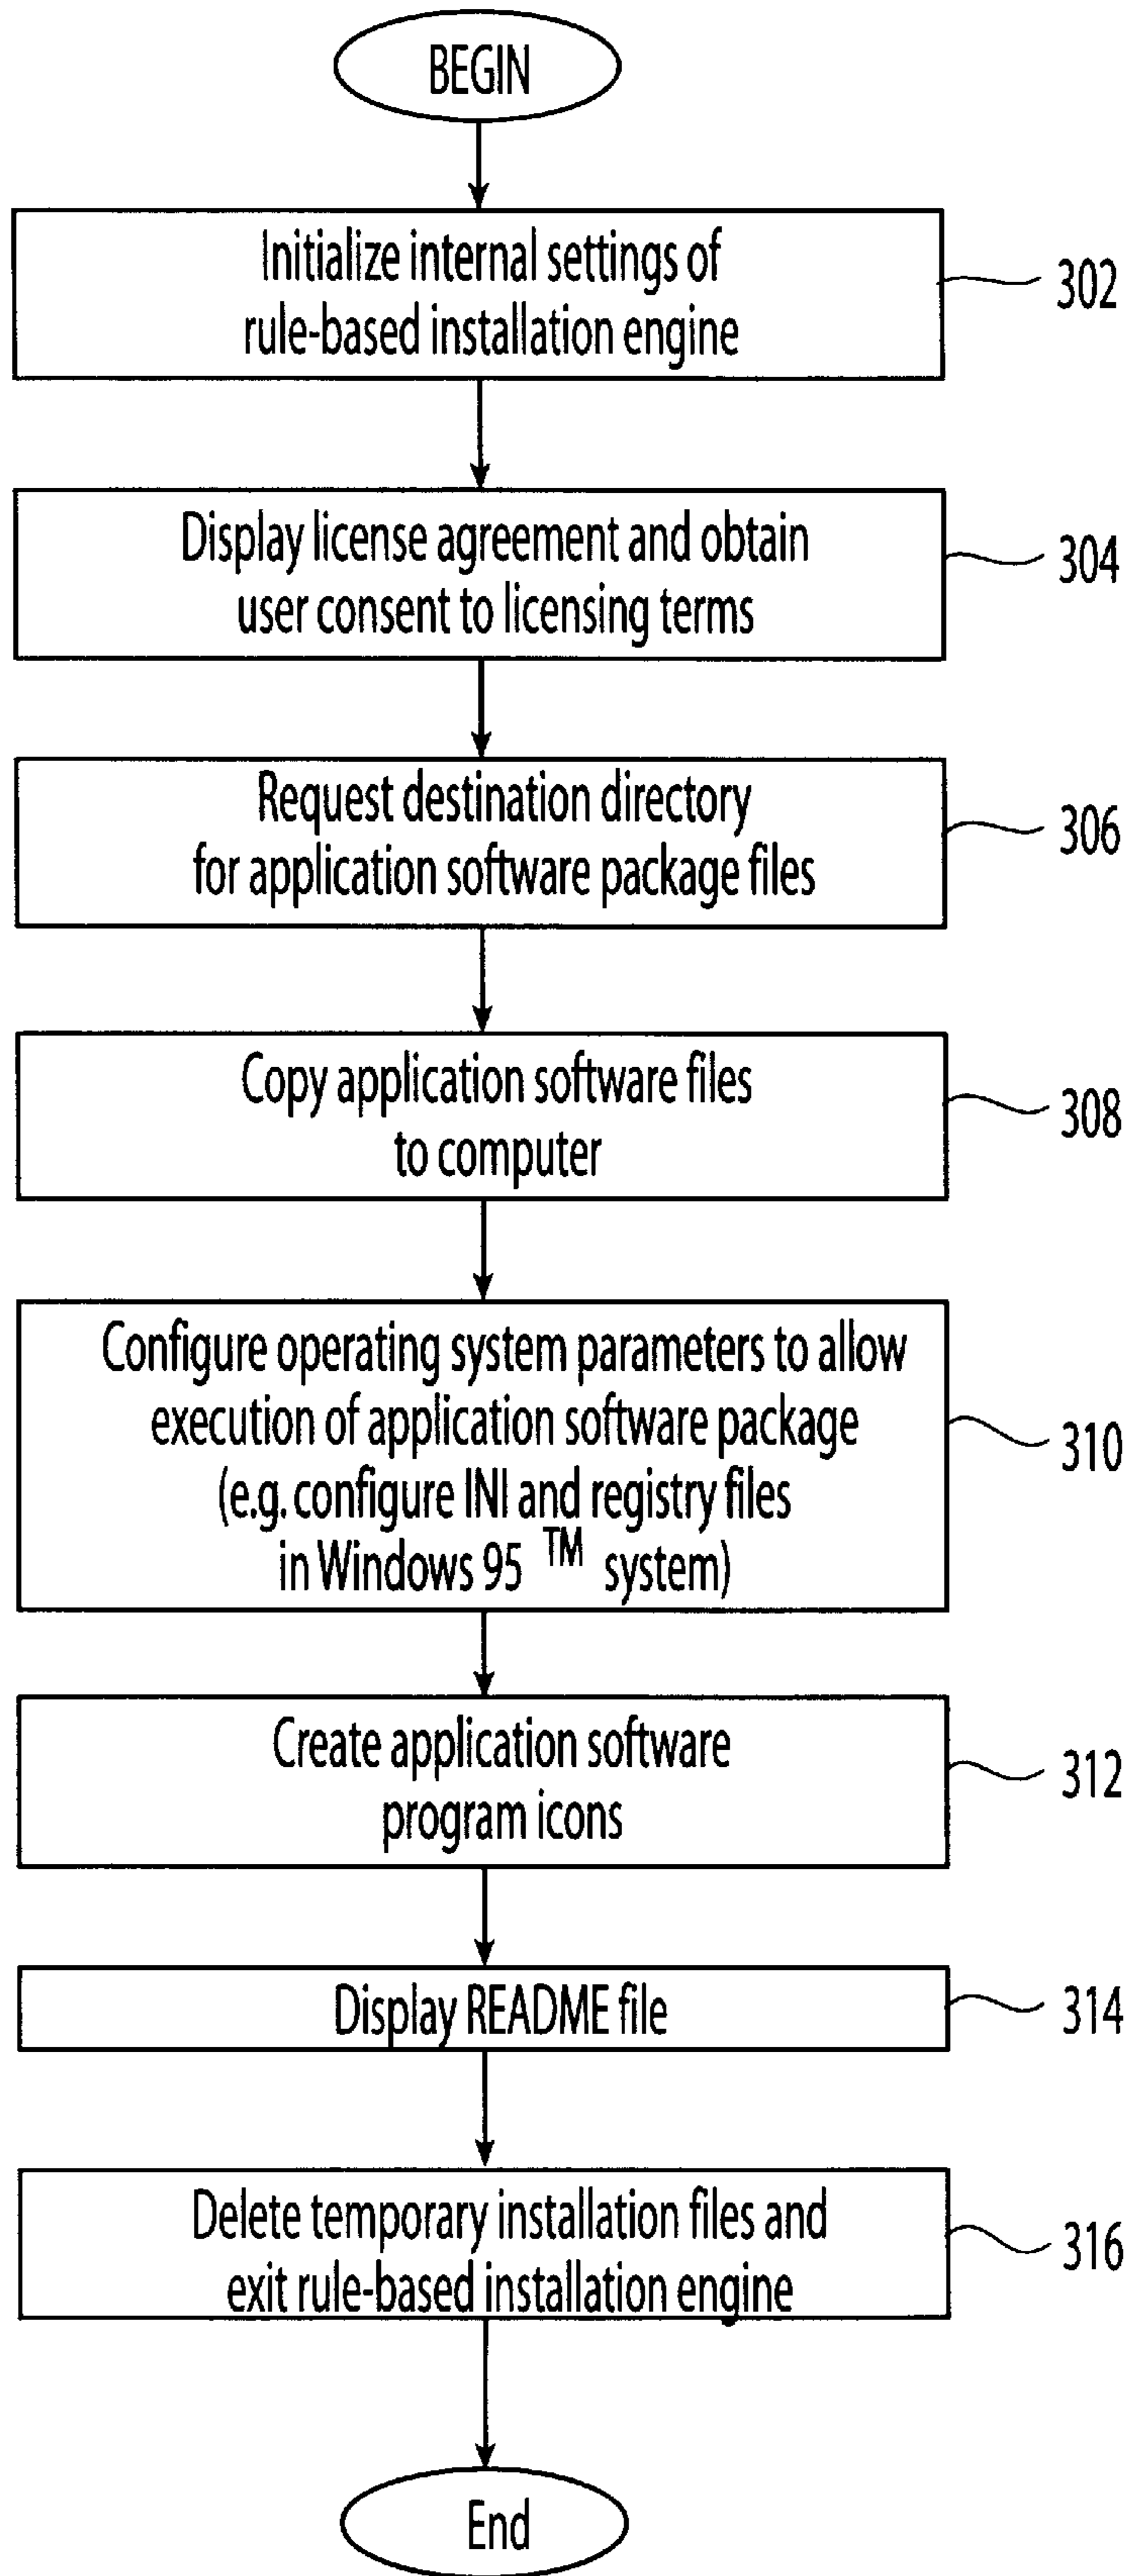 BEGIN
Initialize internal settings of
rule-based installation engine
302
Display license agreement and obtain
user consent to licensing terms
304
Request destination directory
for application software package files
306
Copy application software files
to computer
308
Configure operating system parameters to allow
execution of application software package
(e.g. configure INI and registry files
in Windows 95 ™ system)
310
Create application software
program icons
312
Display README file
314
Delete temporary installation files and
exit rule-based installation engine
316
End